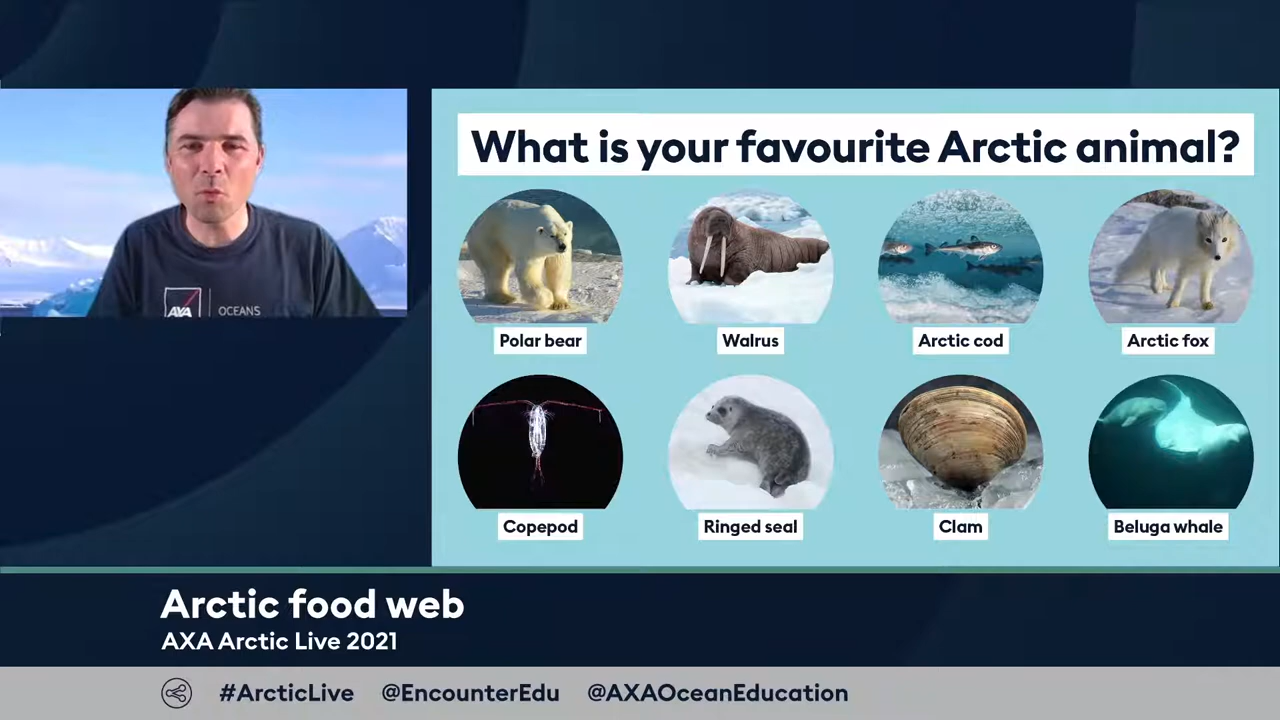 What is your favourite Arctic animal?
Polar bear
Walrus
Arctic cod
Arctic fox
Copepod
Ringed seal
Clam
Beluga whale
AXA
OCEANS
Arctic food web
AXA Arctic Live 2021
#ArcticLive @EncounterEdu @AXAOceanEducation